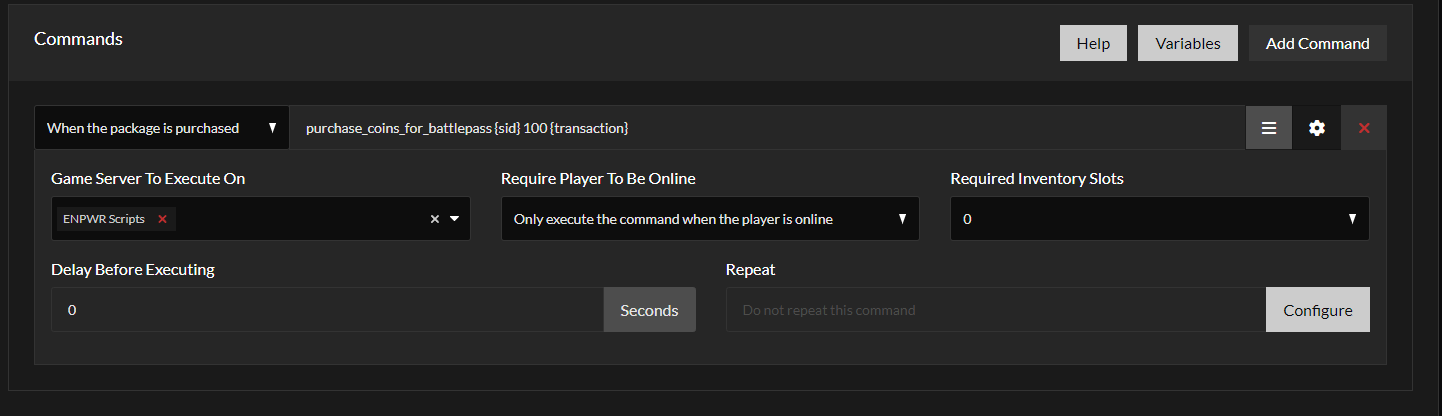 Commands
Help
Variables
Add Command
When the package is purchased
purchase_coins_for_battlepass {sid} 100 {transaction}
Game Server To Execute On
Require Player To Be Online
Required Inventory Slots
ENPWR Scripts
Only execute the command when the player is online
0
Delay Before Executing
Repeat
0
Seconds
Do not repeat this command
Configure